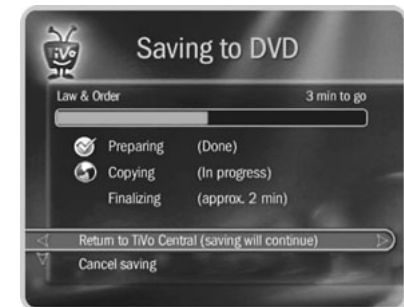 TiVo
Saving to DVD
Law & Order 3 min to go
Preparing (Done)
Copying (In progress)
Finalizing (approx. 2 min)
Return to TiVo Central (saving will continue)
Cancel saving